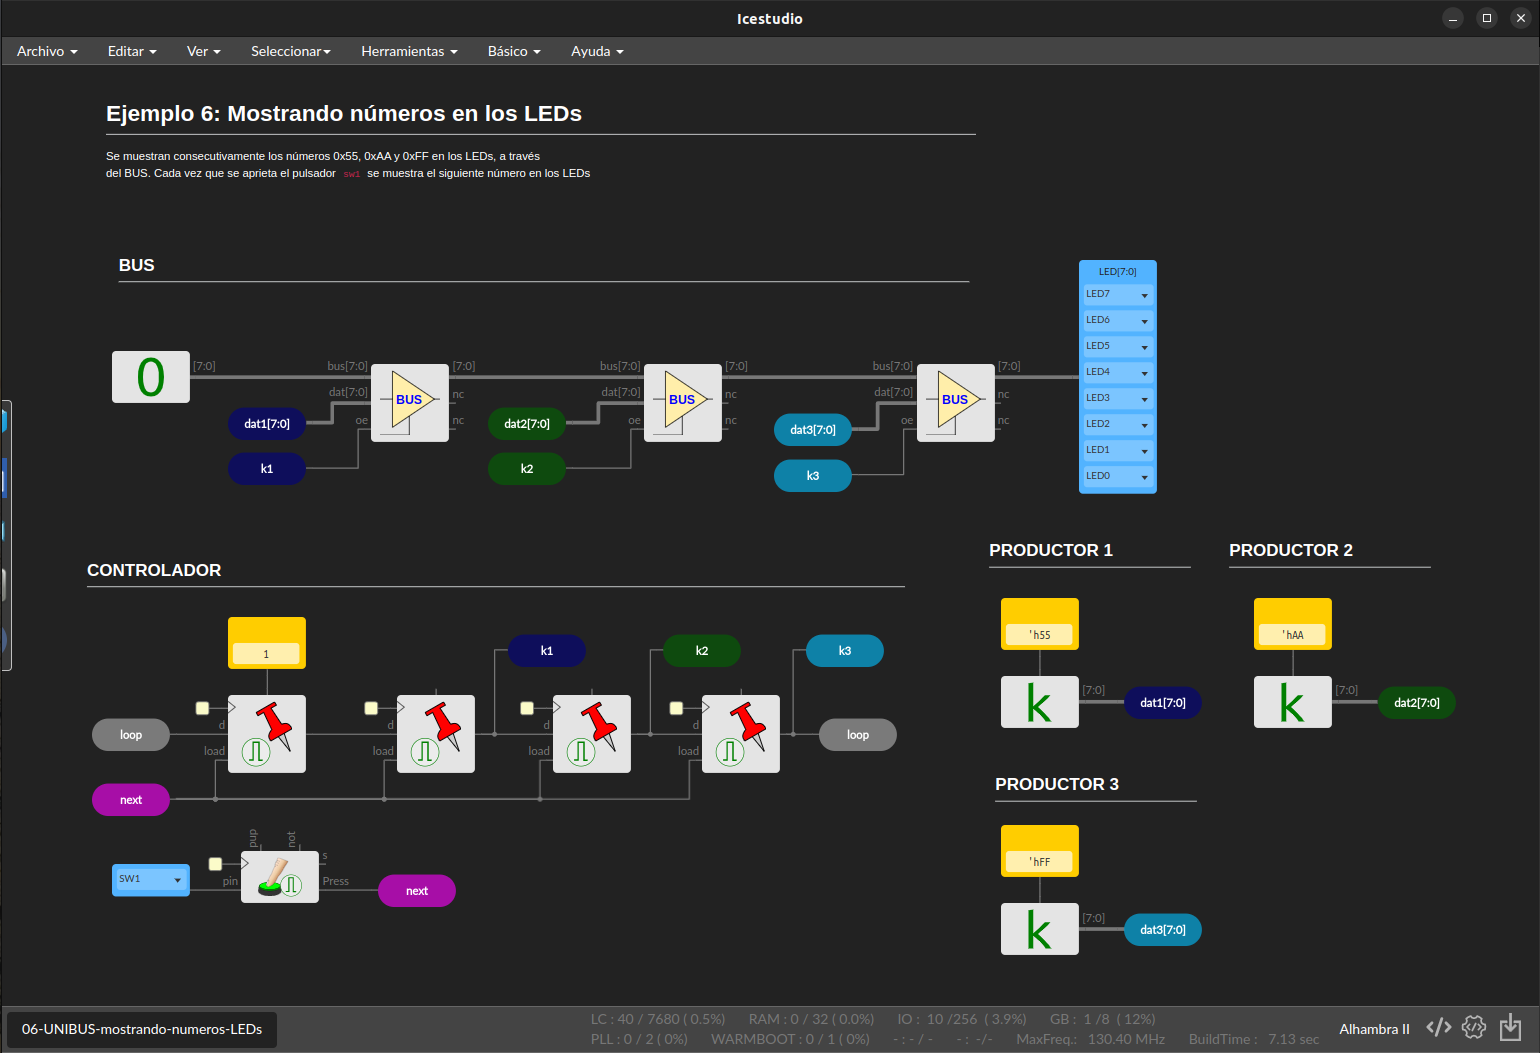 Icestudio
Archivo Editar Ver Seleccionar Herramientas Básico Ayuda
Ejemplo 6: Mostrando números en los LEDs
Se muestran consecutivamente los números 0x55, 0xAA y 0xFF en los LEDs, a través
del BUS. Cada vez que se aprieta el pulsador sw1 se muestra el siguiente número en los LEDs
BUS
LED[7:0]
LED7
LED6
LED5
LED4
LED3
LED2
LED1
LED0
0 [7:0] bus[7:0] [7:0] bus[7:0] [7:0] bus[7:0] [7:0]
dat[7:0] BUS nc dat[7:0] BUS nc dat[7:0] BUS nc
oe nc oe nc oe nc
dat1[7:0] dat2[7:0] dat3[7:0]
k1 k2 k3
CONTROLADOR
1
k1 k2 k3
d d d d
loop loop
load load load load
next
pup not
s
SW1 pin Press next
PRODUCTOR 1
'h55
k [7:0] dat1[7:0]
PRODUCTOR 2
'hAA
k [7:0] dat2[7:0]
PRODUCTOR 3
'hFF
k [7:0] dat3[7:0]
06-UNIBUS-mostrando-numeros-LEDs
LC : 40 / 7680 ( 0.5%) RAM : 0 / 32 ( 0.0%) IO : 10 /256 ( 3.9%) GB : 1 /8 ( 12%)
PLL : 0 / 2 ( 0%) WARMBOOT : 0 / 1 ( 0%) - : - / - - : -/- MaxFreq.: 130.40 MHz BuildTime : 7.13 sec
Alhambra II